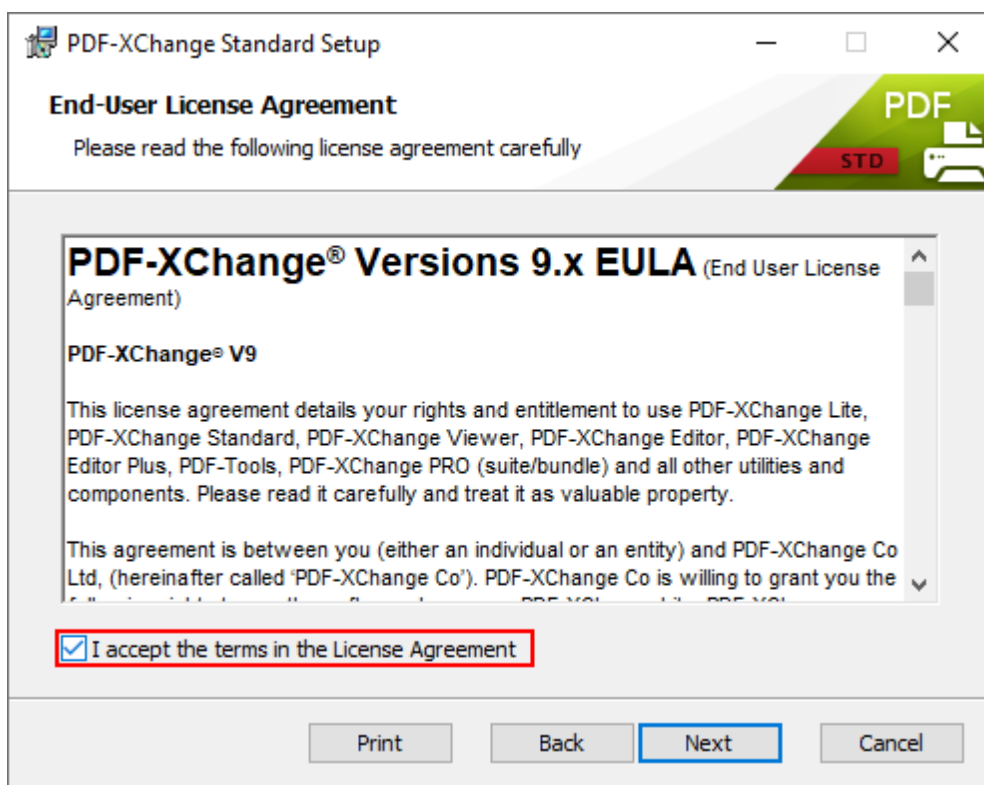 PDF-XChange Standard Setup
End-User License Agreement
Please read the following license agreement carefully
PDF
STD
PDF-XChange® Versions 9.x EULA (End User License
Agreement)
PDF-XChange® V9
This license agreement details your rights and entitlement to use PDF-XChange Lite,
PDF-XChange Standard, PDF-XChange Viewer, PDF-XChange Editor, PDF-XChange
Editor Plus, PDF-Tools, PDF-XChange PRO (suite/bundle) and all other utilities and
components. Please read it carefully and treat it as valuable property.
This agreement is between you (either an individual or an entity) and PDF-XChange Co
Ltd, (hereinafter called ‘PDF-XChange Co’). PDF-XChange Co is willing to grant you the
I accept the terms in the License Agreement
Print
Back
Next
Cancel